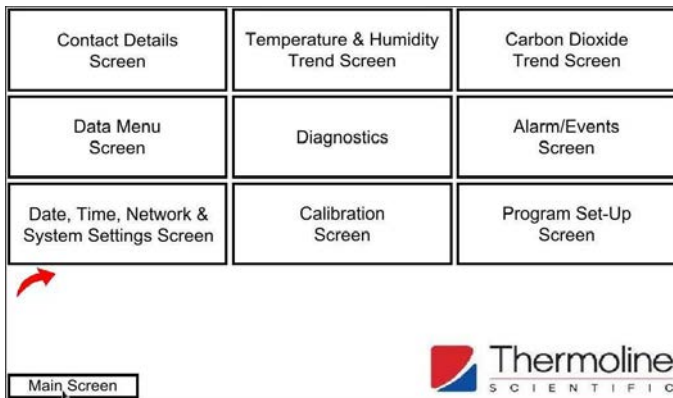 Contact Details
Screen
Temperature & Humidity
Trend Screen
Carbon Dioxide
Trend Screen
Data Menu
Screen
Diagnostics
Alarm/Events
Screen
Date, Time, Network &
System Settings Screen
Calibration
Screen
Program Set-Up
Screen
Main Screen
Thermoline
SCIENTIFIC